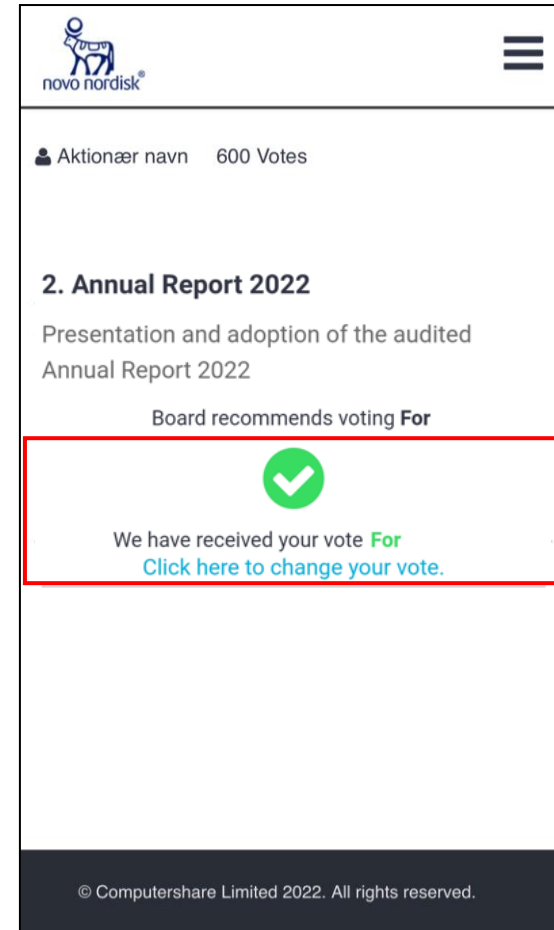 novo nordisk®
Aktionær navn 600 Votes
2. Annual Report 2022
Presentation and adoption of the audited
Annual Report 2022
Board recommends voting For
We have received your vote For
Click here to change your vote.
© Computershare Limited 2022. All rights reserved.